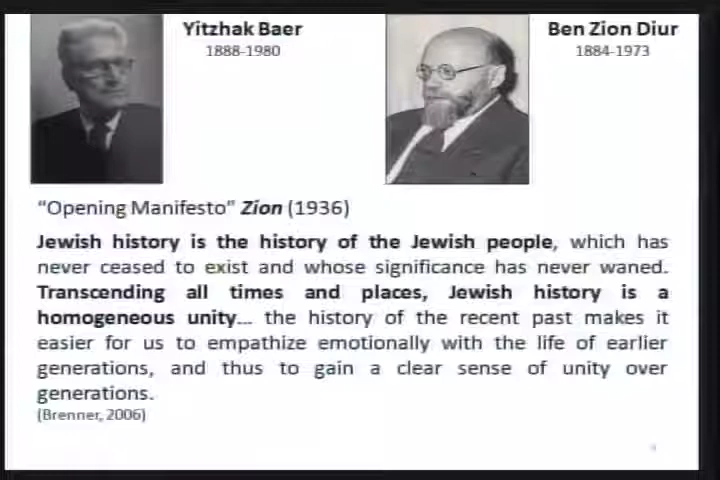 Yitzhak Baer
1888-1980
Ben Zion Diur
1884-1973
“Opening Manifesto” Zion (1936)
Jewish history is the history of the Jewish people, which has
never ceased to exist and whose significance has never waned.
Transcending all times and places, Jewish history is a
homogeneous unity... the history of the recent past makes it
easier for us to empathize emotionally with the life of earlier
generations, and thus to gain a clear sense of unity over
generations.
(Brenner, 2006)